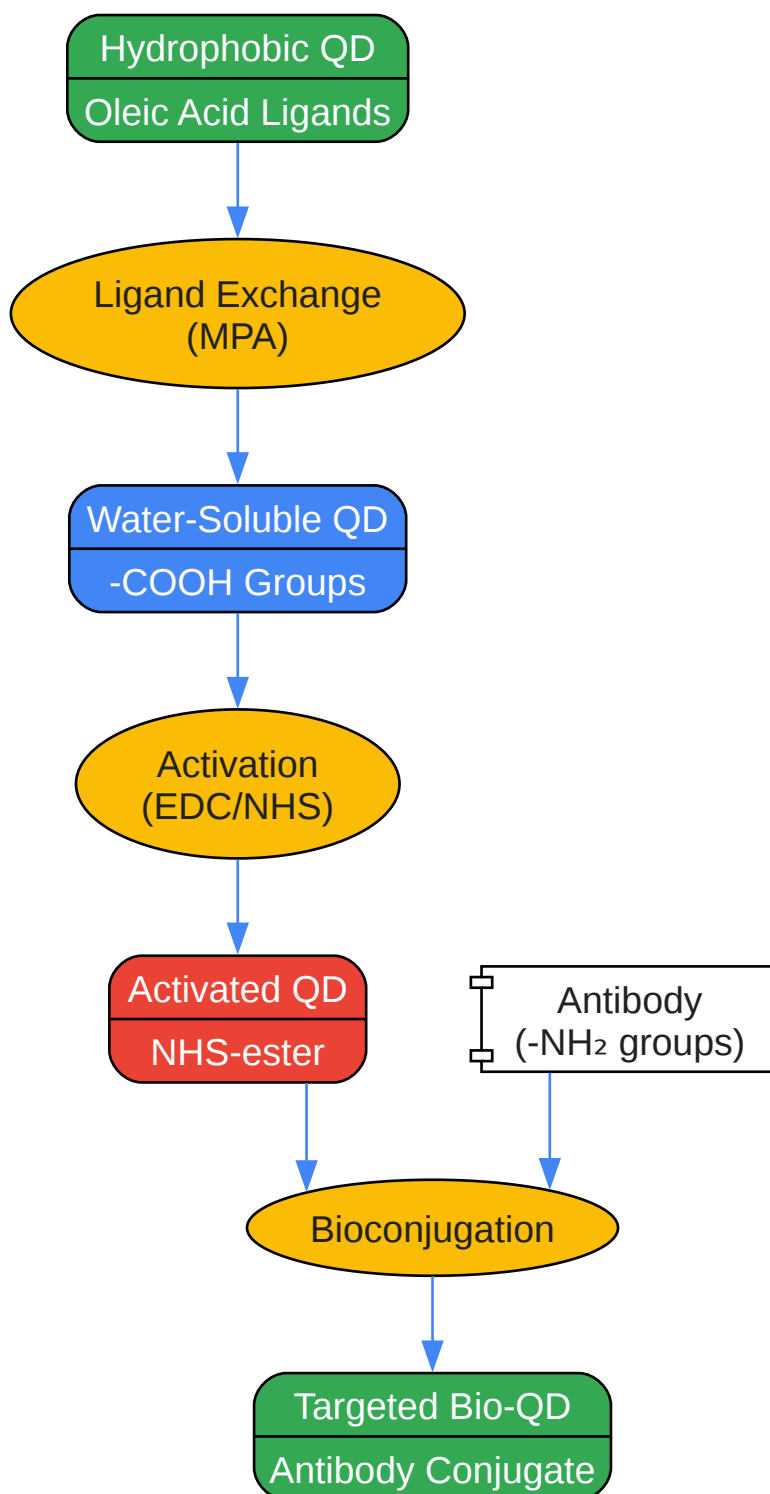 Hydrophobic QD
Oleic Acid Ligands
Ligand Exchange
(MPA)
Water-Soluble QD
-COOH Groups
Activation
(EDC/NHS)
Activated QD
NHS-ester
Antibody
(-NH₂ groups)
Bioconjugation
Targeted Bio-QD
Antibody Conjugate